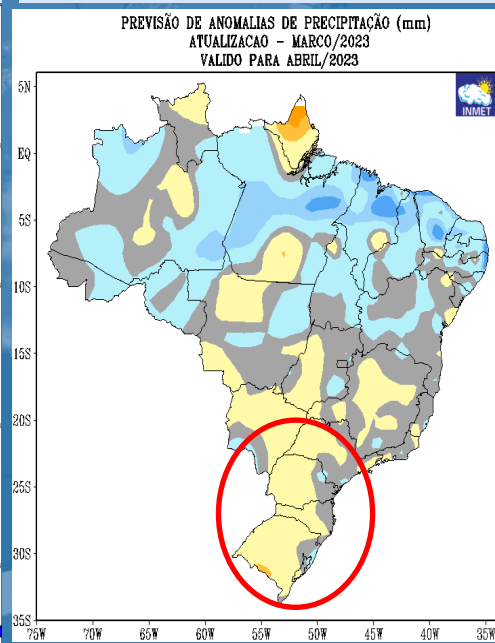 PREVISÃO DE ANOMALIAS DE PRECIPITAÇÃO (mm)
ATUALIZACAO - MARCO/2023
VALIDO PARA ABRIL/2023
INMET
5N
EQ
5S
10S
15S
20S
25S
30S
35S
75W 70W 65W 60W 55W 50W 45W 40W 35W